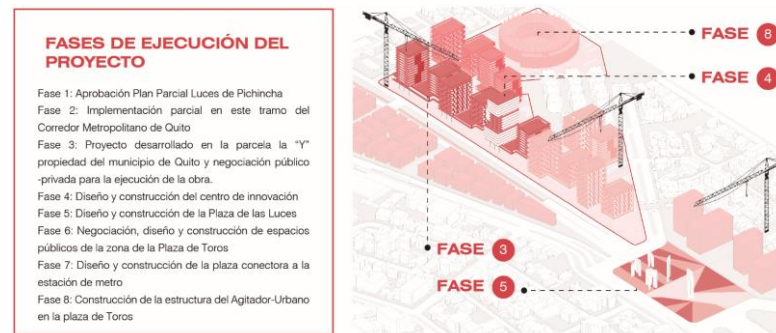 FASES DE EJECUCIÓN DEL
PROYECTO
Fase 1: Aprobación Plan Parcial Luces de Pichincha
Fase 2: Implementación parcial en este tramo del
Corredor Metropolitano de Quito
Fase 3: Proyecto desarrollado en la parcela la “Y”
propiedad del municipio de Quito y negociación público
-privada para la ejecución de la obra.
Fase 4: Diseño y construcción del centro de innovación
Fase 5: Diseño y construcción de la Plaza de las Luces
Fase 6: Negociación, diseño y construcción de espacios
públicos de la zona de la Plaza de Toros
Fase 7: Diseño y construcción de la plaza conectora a la
estación de metro
Fase 8: Construcción de la estructura del Agitador-Urbano
en la plaza de Toros
FASE 8
FASE 4
FASE 3
FASE 5